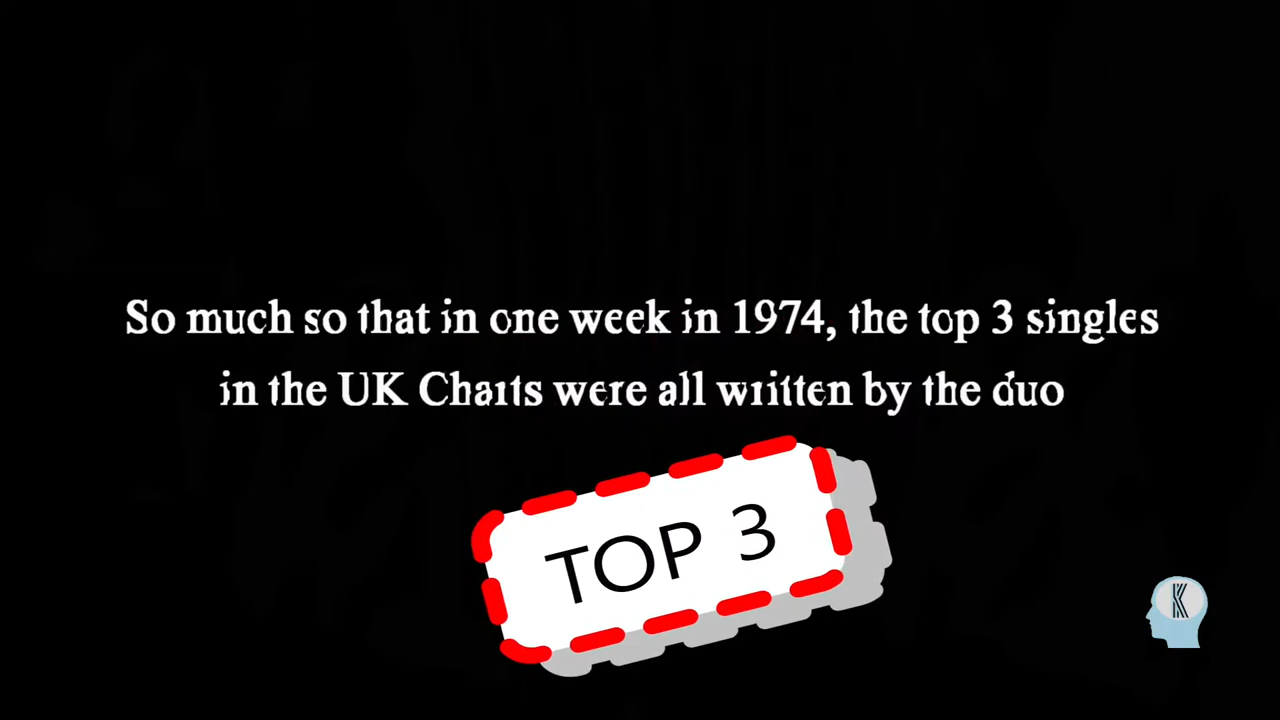 So much so that in one week in 1974, the top 3 singles
in the UK Charts were all written by the duo
TOP 3
K